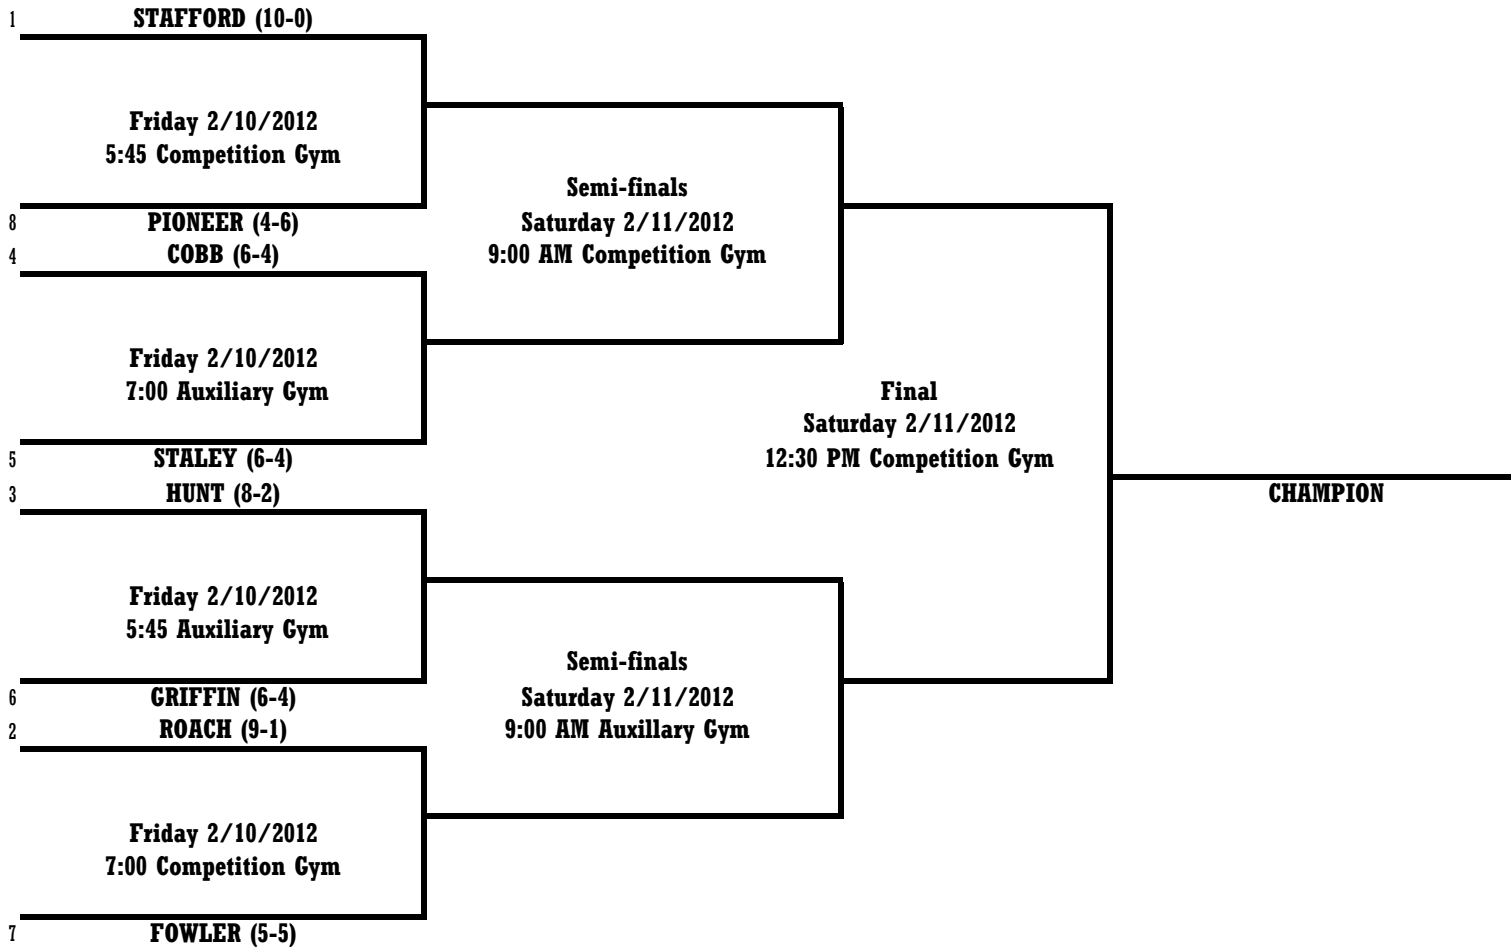 1 STAFFORD (10-0)
Friday 2/10/2012
5:45 Competition Gym
8 PIONEER (4-6)
4 COBB (6-4)
Friday 2/10/2012
7:00 Auxiliary Gym
5 STALEY (6-4)
3 HUNT (8-2)
Friday 2/10/2012
5:45 Auxiliary Gym
6 GRIFFIN (6-4)
2 ROACH (9-1)
Friday 2/10/2012
7:00 Competition Gym
7 FOWLER (5-5)
Semi-finals
Saturday 2/11/2012
9:00 AM Competition Gym
Semi-finals
Saturday 2/11/2012
9:00 AM Auxillary Gym
Final
Saturday 2/11/2012
12:30 PM Competition Gym
CHAMPION